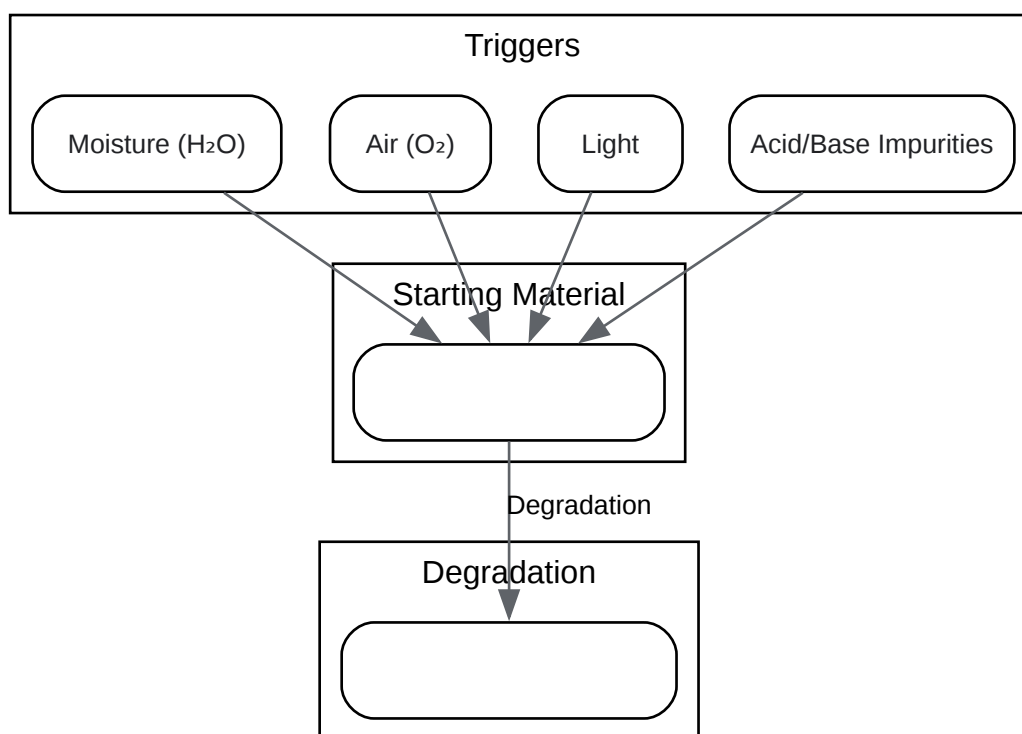 Triggers
Moisture (H₂O)
Air (O₂)
Light
Acid/Base Impurities
Starting Material
Degradation
Degradation